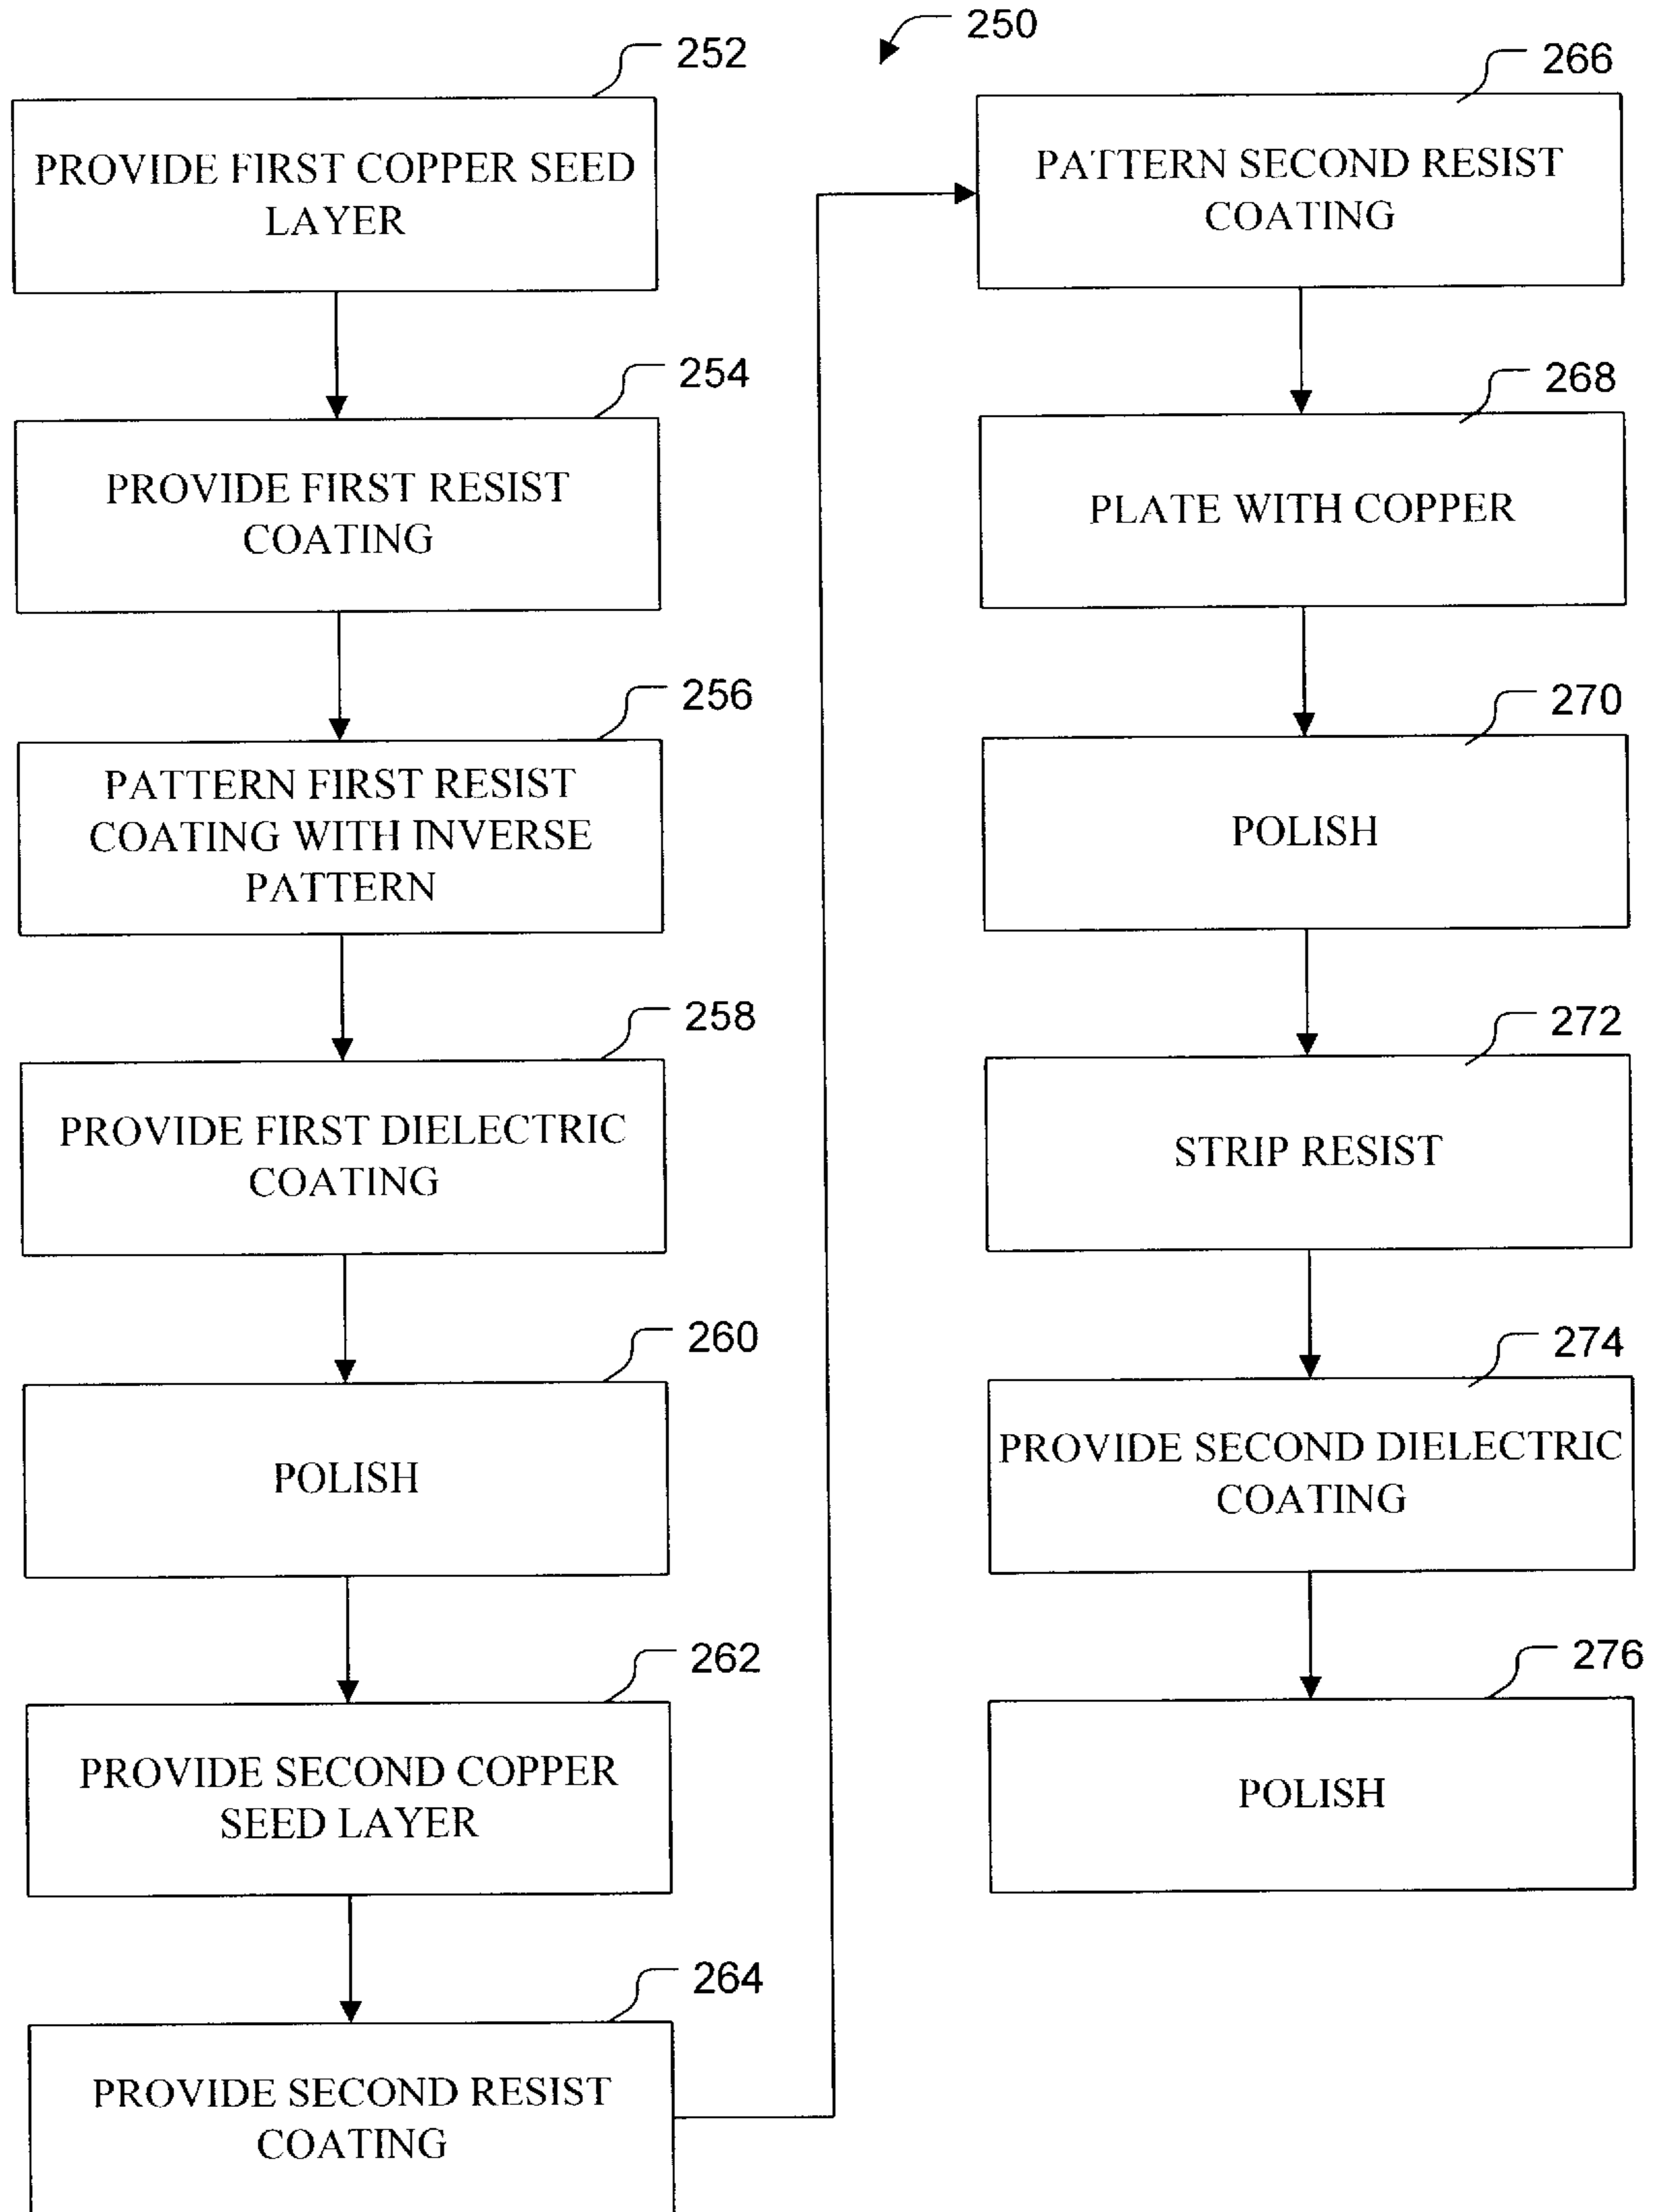 250
252
PROVIDE FIRST COPPER SEED
LAYER
254
PROVIDE FIRST RESIST
COATING
256
PATTERN FIRST RESIST
COATING WITH INVERSE
PATTERN
258
PROVIDE FIRST DIELECTRIC
COATING
260
POLISH
262
PROVIDE SECOND COPPER
SEED LAYER
264
PROVIDE SECOND RESIST
COATING
266
PATTERN SECOND RESIST
COATING
268
PLATE WITH COPPER
270
POLISH
272
STRIP RESIST
274
PROVIDE SECOND DIELECTRIC
COATING
276
POLISH